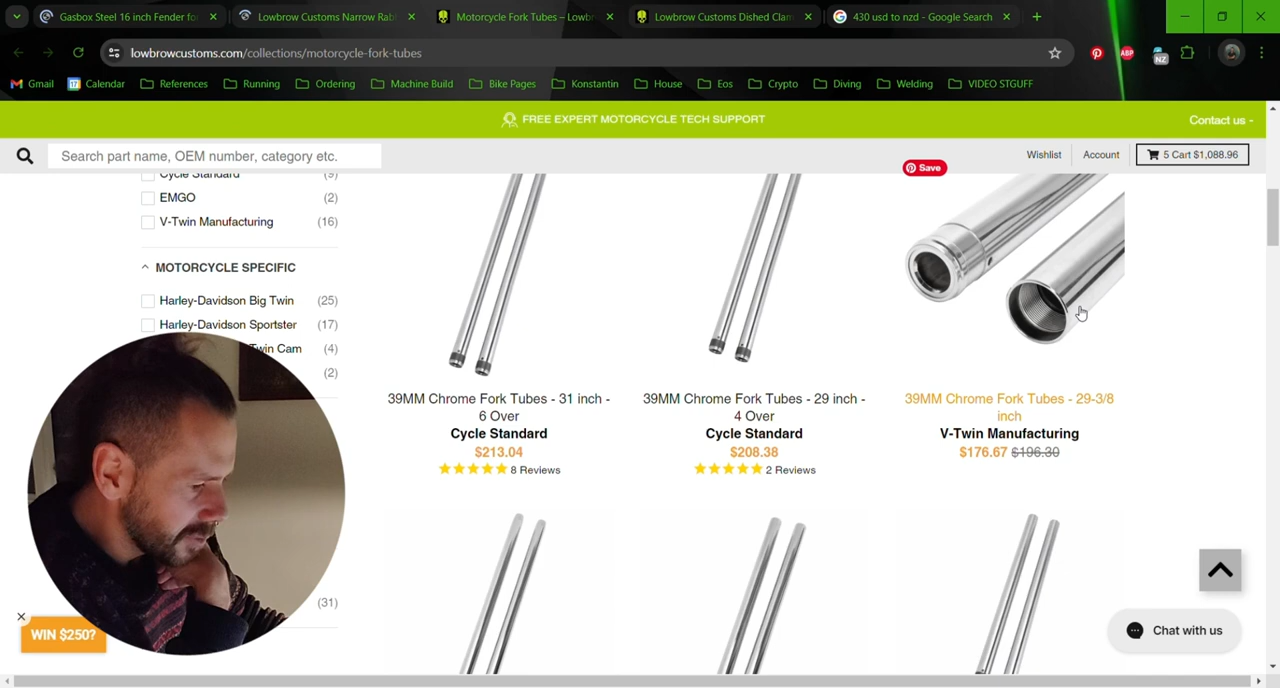 Gasbox Steel 16 inch Fender fo
Lowbrow Customs Narrow Rab
Motorcycle Fork Tubes – Lowbr
Lowbrow Customs Dished Clam
430 usd to nzd - Google Search
lowbrowcustoms.com/collections/motorcycle-fork-tubes
ABP
NZ
Gmail
Calendar
References
Running
Ordering
Machine Build
Bike Pages
Konstantin
House
Eos
Crypto
Diving
Welding
VIDEO STGUFF
FREE EXPERT MOTORCYCLE TECH SUPPORT
Contact us -
Search part name, OEM number, category etc.
Wishlist
Account
5 Cart $1,088.96
Save
Cycle Standard (9)
EMGO (2)
V-Twin Manufacturing (16)
MOTORCYCLE SPECIFIC
Harley-Davidson Big Twin (25)
Harley-Davidson Sportster (17)
Twin Cam (4)
(2)
(31)
39MM Chrome Fork Tubes - 31 inch -
6 Over
Cycle Standard
$213.04
8 Reviews
39MM Chrome Fork Tubes - 29 inch -
4 Over
Cycle Standard
$208.38
2 Reviews
39MM Chrome Fork Tubes - 29-3/8
inch
V-Twin Manufacturing
$176.67 $196.30
WIN $250?
Chat with us